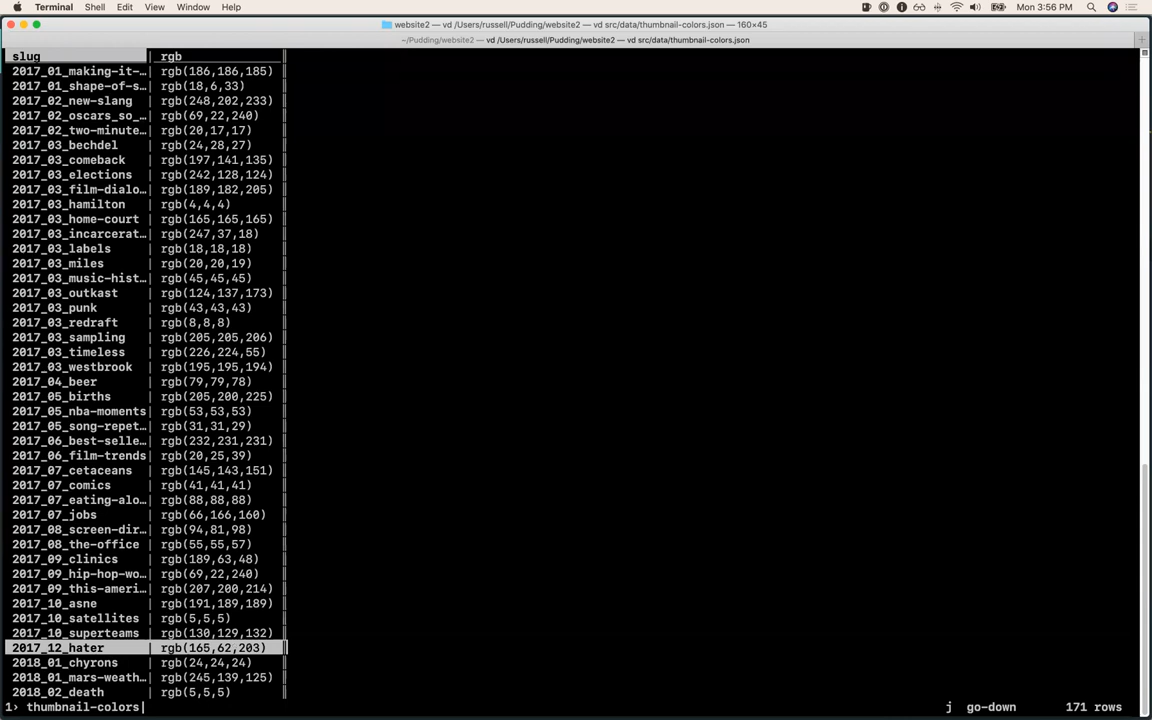 Terminal Shell Edit View Window Help Mon 3:56 PM
website2 — vd /Users/russell/Pudding/website2 — vd src/data/thumbnail-colors.json — 160×45
~/Pudding/website2 — vd /Users/russell/Pudding/website2 — vd src/data/thumbnail-colors.json +
slug | rgb
2017_01_making-it-… | rgb(186,186,185)
2017_01_shape-of-s… | rgb(18,6,33)
2017_02_new-slang | rgb(248,202,233)
2017_02_oscars_so_… | rgb(69,22,240)
2017_02_two-minute… | rgb(20,17,17)
2017_03_bechdel | rgb(24,28,27)
2017_03_comeback | rgb(197,141,135)
2017_03_elections | rgb(242,128,124)
2017_03_film-dialo… | rgb(189,182,205)
2017_03_hamilton | rgb(4,4,4)
2017_03_home-court | rgb(165,165,165)
2017_03_incarcerat… | rgb(247,37,18)
2017_03_labels | rgb(18,18,18)
2017_03_miles | rgb(20,20,19)
2017_03_music-hist… | rgb(45,45,45)
2017_03_outkast | rgb(124,137,173)
2017_03_punk | rgb(43,43,43)
2017_03_redraft | rgb(8,8,8)
2017_03_sampling | rgb(205,205,206)
2017_03_timeless | rgb(226,224,55)
2017_03_westbrook | rgb(195,195,194)
2017_04_beer | rgb(79,79,78)
2017_05_births | rgb(205,200,225)
2017_05_nba-moments | rgb(53,53,53)
2017_05_song-repet… | rgb(31,31,29)
2017_06_best-selle… | rgb(232,231,231)
2017_06_film-trends | rgb(20,25,39)
2017_07_cetaceans | rgb(145,143,151)
2017_07_comics | rgb(41,41,41)
2017_07_eating-alo… | rgb(88,88,88)
2017_07_jobs | rgb(66,166,160)
2017_08_screen-dir… | rgb(94,81,98)
2017_08_the-office | rgb(55,55,57)
2017_09_clinics | rgb(189,63,48)
2017_09_hip-hop-wo… | rgb(69,22,240)
2017_09_this-ameri… | rgb(207,200,214)
2017_10_asne | rgb(191,189,189)
2017_10_satellites | rgb(5,5,5)
2017_10_superteams | rgb(130,129,132)
2017_12_hater | rgb(165,62,203)
2018_01_chyrons | rgb(24,24,24)
2018_01_mars-weath… | rgb(245,139,125)
2018_02_death | rgb(5,5,5)
1› thumbnail-colors| j go-down 171 rows